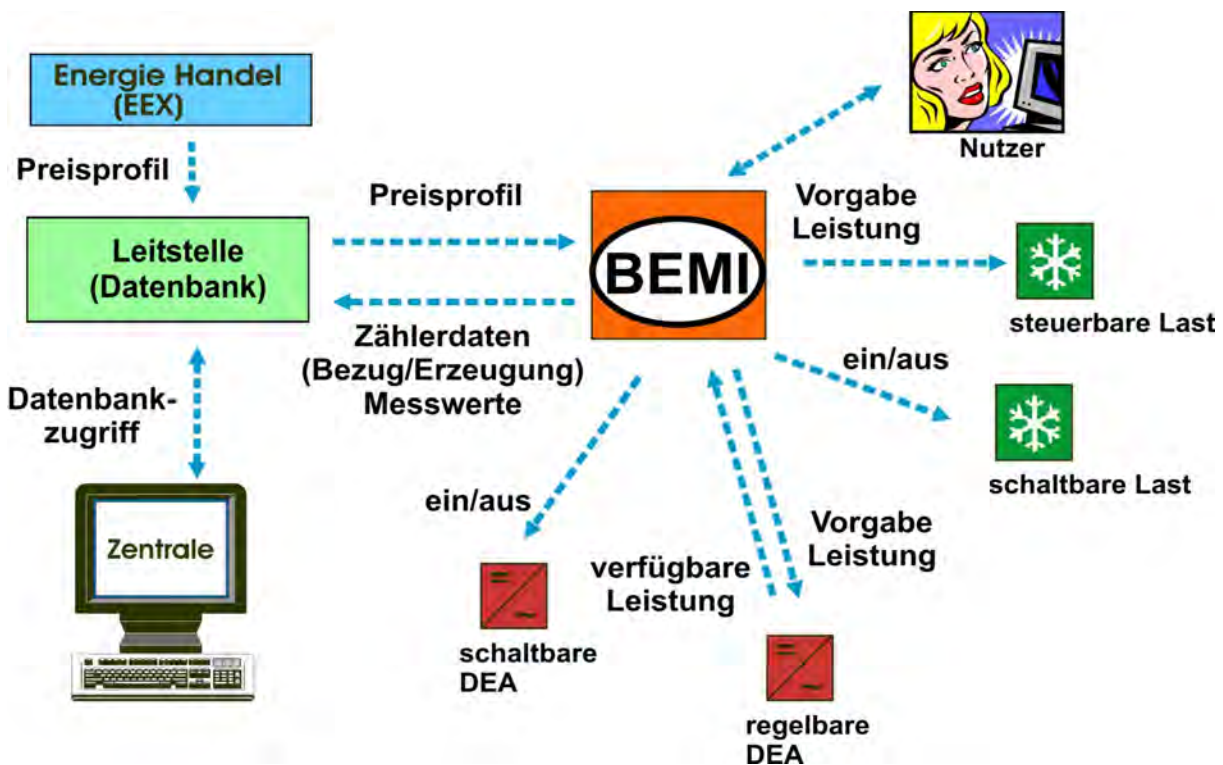 Energie Handel
(EEX)
Preisprofil
Leitstelle
(Datenbank)
Datenbank-
zugriff
Zentrale
Preisprofil
Zählerdaten
(Bezug/Erzeugung)
Messwerte
BEMI
Nutzer
Vorgabe
Leistung
steuerbare Last
ein/aus
schaltbare Last
ein/aus
schaltbare
DEA
verfügbare
Leistung
Vorgabe
Leistung
regelbare
DEA